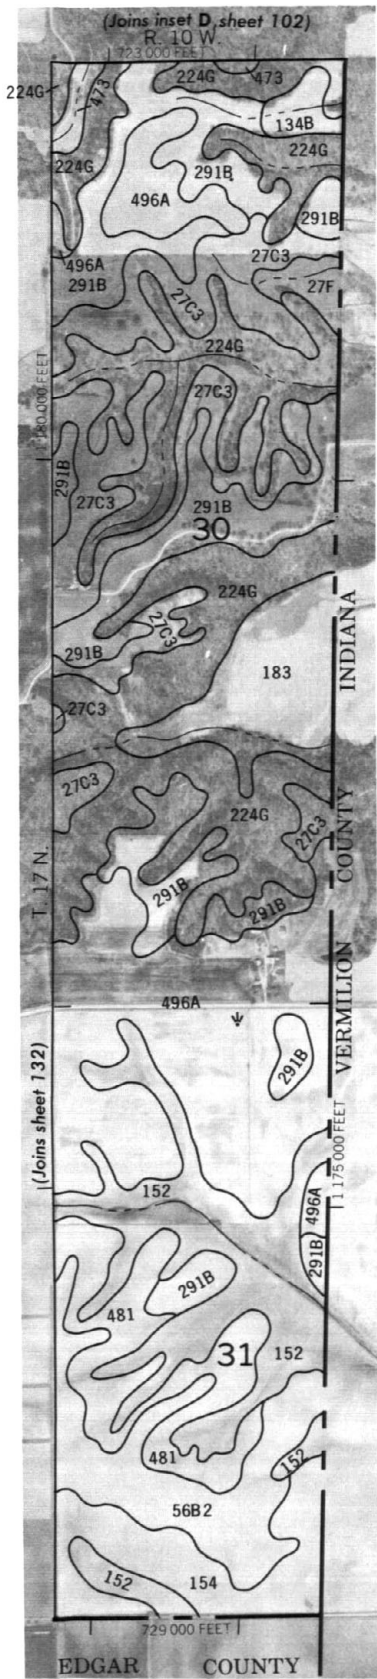 (Joins inset D, sheet 102)
R. 10 W.
723 000 FEET
224G
473
473
134B
224G
224G
291B
496A
291B
496A
27C3
291B
27F
27C3
224G
1 180 000 FEET
27C3
291B
27C3
291B
30
224G
27C3
291B
183
INDIANA
27C3
27C3
224G
27C3
T. 17 N.
COUNTY
291B
291B
496A
VERMILION
291B
(Joins sheet 132)
1 175 000 FEET
152
496A
291B
291B
481
31
152
481
152
56B2
152
154
729 000 FEET
EDGAR COUNTY